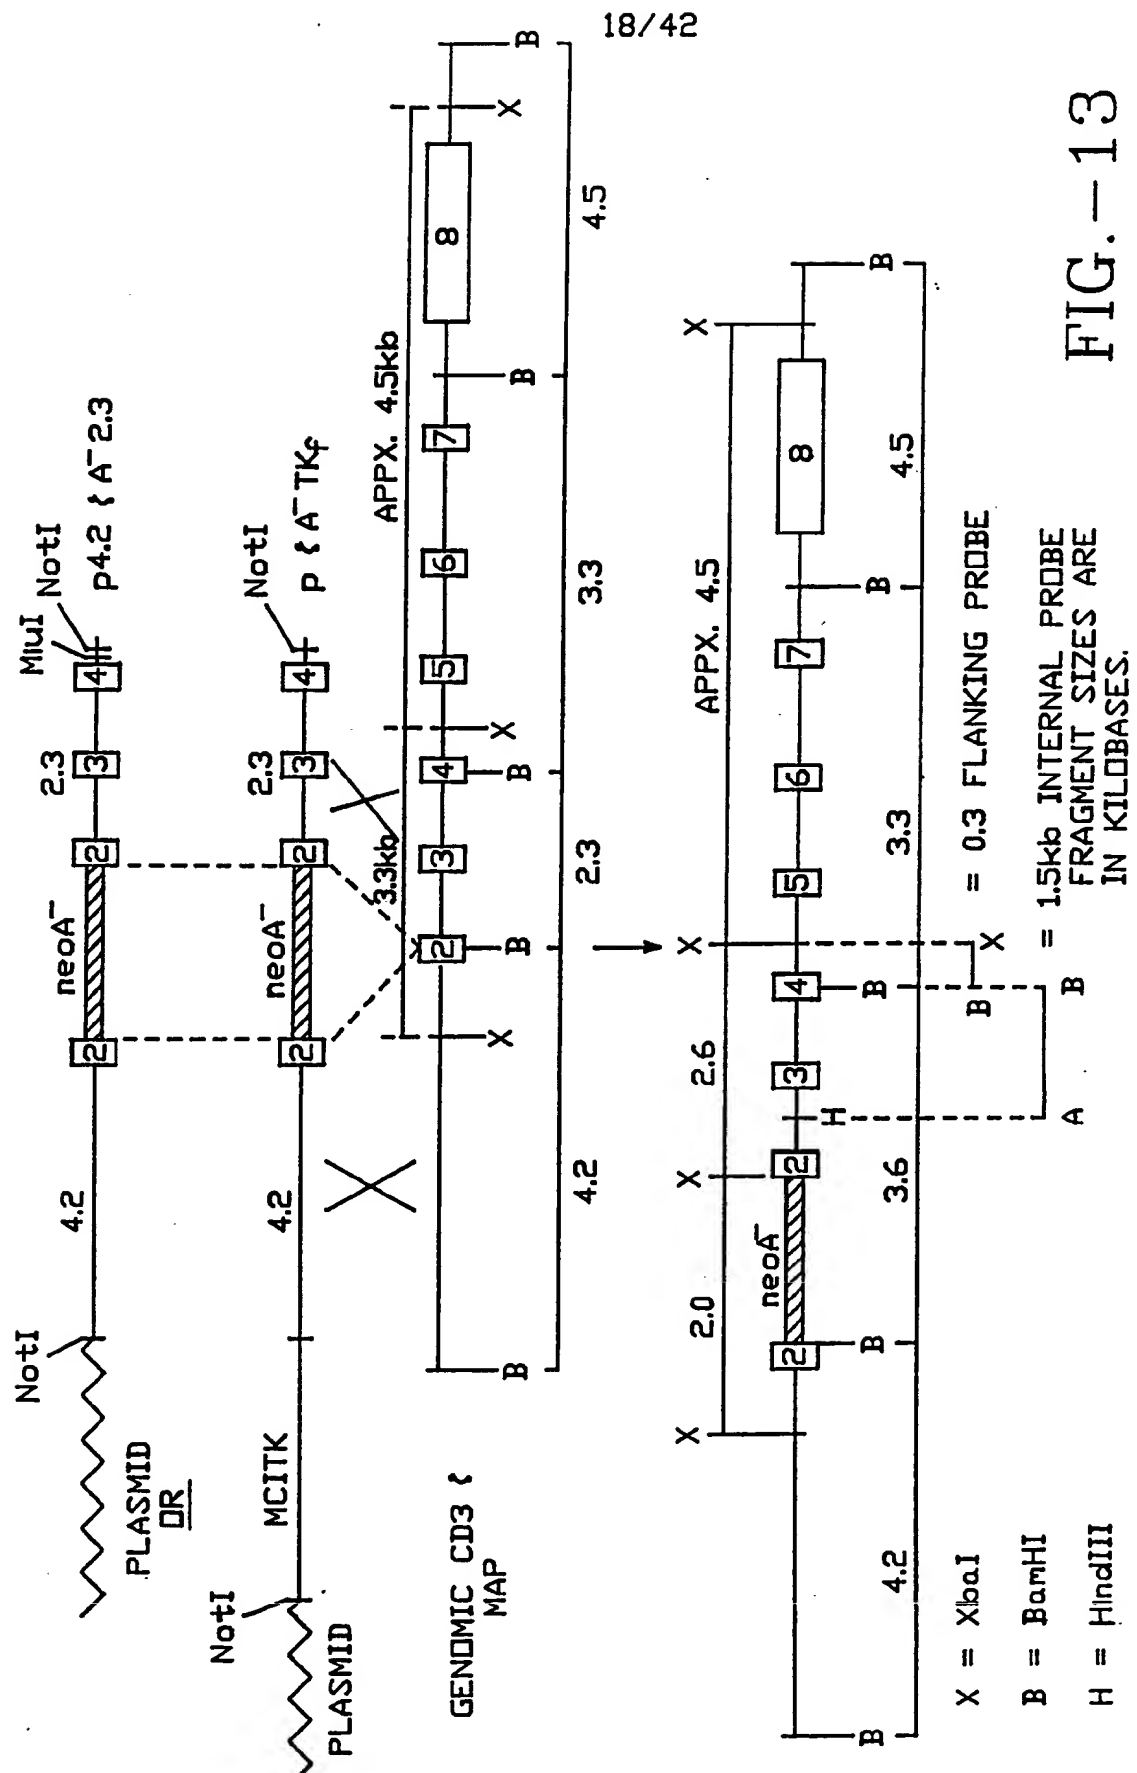 18/42
NotI
4.2
2
neoA-
2
2.3
3
4
MluI
NotI
p4.2 ζ A- 2.3
PLASMID
OR
NotI
MCITK
4.2
2
neoA-
2
2.3
3
4
NotI
p ζ A- TKf
PLASMID
3.3kb
APPX. 4.5kb
GENOMIC CD3 ζ
MAP
2
3
4
5
6
7
8
B
X
B
B
X
B
X
B
4.2
2.3
3.3
4.5
X
2.0
X
2.6
X
APPX. 4.5
X
2
neoA-
2
3
4
5
6
7
8
B
B
H
B
B
B
4.2
3.6
3.3
4.5
B
X
= 0.3 FLANKING PROBE
A
B
= 1.5kb INTERNAL PROBE
FRAGMENT SIZES ARE
IN KILOBASES.
X = XbaI
B = BamHI
H = HindIII
FIG.-13